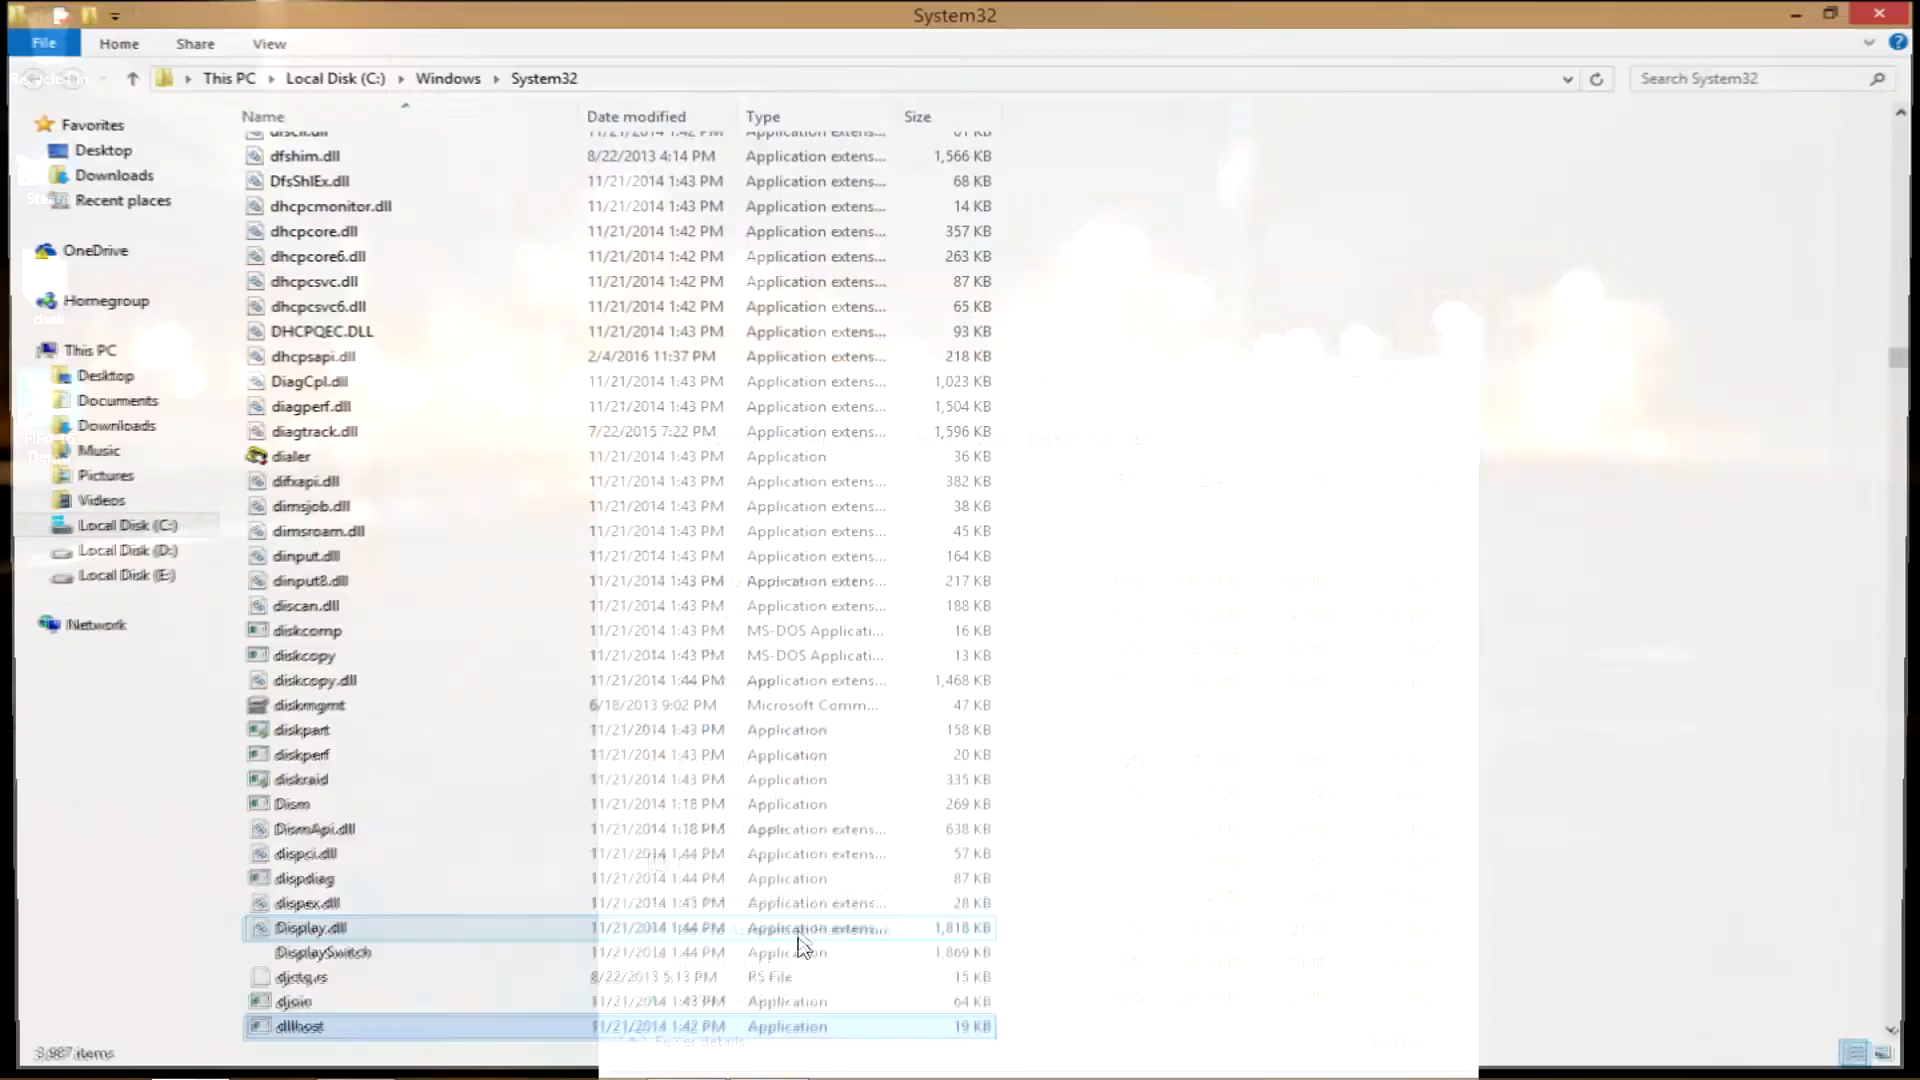 System32
File Home Share View
This PC Local Disk (C:) Windows System32
Search System32
Name Date modified Type Size
Favorites
Desktop
Downloads
Recent places
OneDrive
Homegroup
This PC
Desktop
Documents
Downloads
Music
Pictures
Videos
Local Disk (C:)
Local Disk (D:)
Local Disk (E:)
Network
dfshim.dll 8/22/2013 4:14 PM Application extens... 1,566 KB
DfsShlEx.dll 11/21/2014 1:43 PM Application extens... 68 KB
dhcpcmonitor.dll 11/21/2014 1:43 PM Application extens... 14 KB
dhcpcore.dll 11/21/2014 1:42 PM Application extens... 357 KB
dhcpcore6.dll 11/21/2014 1:42 PM Application extens... 263 KB
dhcpcsvc.dll 11/21/2014 1:42 PM Application extens... 87 KB
dhcpcsvc6.dll 11/21/2014 1:42 PM Application extens... 65 KB
DHCPQEC.DLL 11/21/2014 1:43 PM Application extens... 93 KB
dhcpsapi.dll 2/4/2016 11:37 PM Application extens... 218 KB
DiagCpl.dll 11/21/2014 1:43 PM Application extens... 1,023 KB
diagperf.dll 11/21/2014 1:43 PM Application extens... 1,504 KB
diagtrack.dll 7/22/2015 7:22 PM Application extens... 1,596 KB
dialer 11/21/2014 1:43 PM Application 36 KB
difxapi.dll 11/21/2014 1:43 PM Application extens... 382 KB
dimsjob.dll 11/21/2014 1:43 PM Application extens... 38 KB
dimsroam.dll 11/21/2014 1:43 PM Application extens... 45 KB
dinput.dll 11/21/2014 1:43 PM Application extens... 164 KB
dinput8.dll 11/21/2014 1:43 PM Application extens... 217 KB
discan.dll 11/21/2014 1:43 PM Application extens... 188 KB
diskcomp 11/21/2014 1:43 PM MS-DOS Applicati... 16 KB
diskcopy 11/21/2014 1:43 PM MS-DOS Applicati... 13 KB
diskcopy.dll 11/21/2014 1:44 PM Application extens... 1,468 KB
diskmgmt 6/18/2013 9:02 PM Microsoft Comm... 47 KB
diskpart 11/21/2014 1:43 PM Application 158 KB
diskperf 11/21/2014 1:43 PM Application 20 KB
diskraid 11/21/2014 1:43 PM Application 335 KB
Dism 11/21/2014 1:18 PM Application 269 KB
DismApi.dll 11/21/2014 1:18 PM Application extens... 638 KB
dispci.dll 11/21/2014 1:44 PM Application extens... 57 KB
dispdiag 11/21/2014 1:44 PM Application 87 KB
dispex.dll 11/21/2014 1:43 PM Application extens... 28 KB
Display.dll 11/21/2014 1:44 PM Application extens... 1,818 KB
DisplaySwitch 11/21/2014 1:44 PM Application 1,869 KB
djctq.rs 8/22/2013 5:13 PM RS File 15 KB
djoin 11/21/2014 1:43 PM Application 64 KB
dllhost 11/21/2014 1:42 PM Application 19 KB
Fewer details
3,987 items